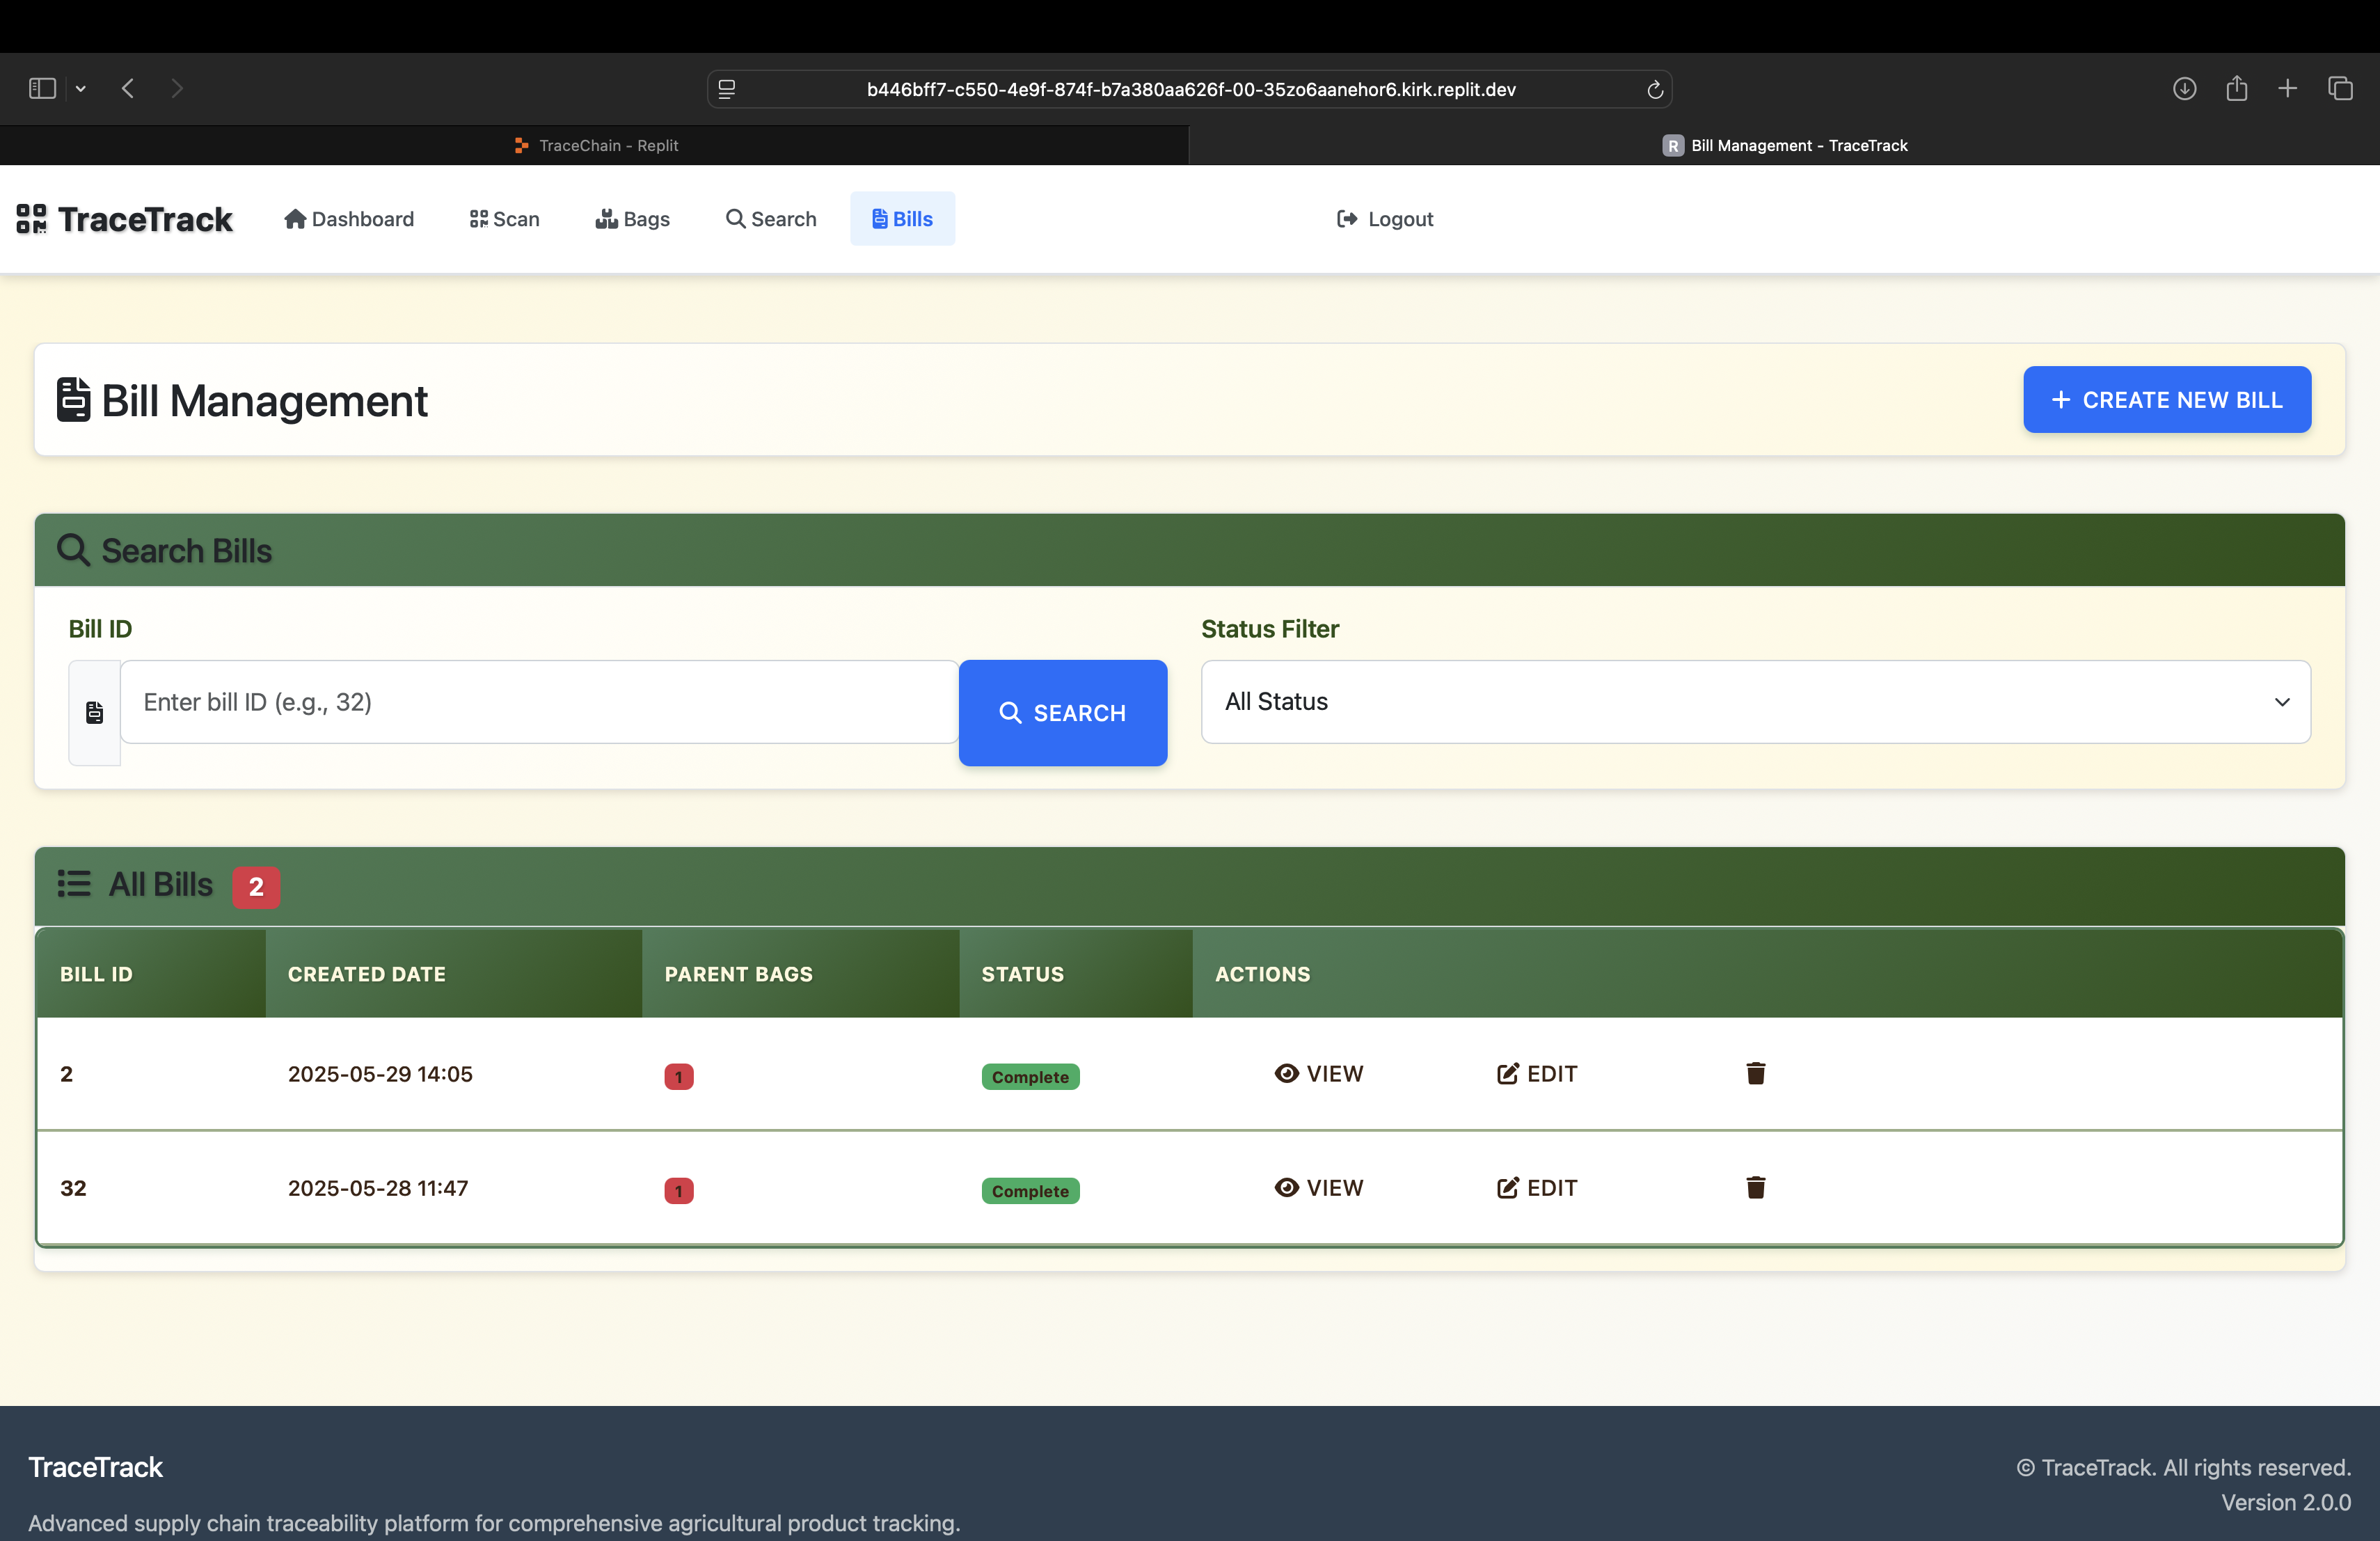 b446bff7-c550-4e9f-874f-b7a380aa626f-00-35zo6aanehor6.kirk.replit.dev
TraceChain - Replit
R Bill Management - TraceTrack
TraceTrack Dashboard Scan Bags Search Bills Logout
Bill Management + CREATE NEW BILL
Search Bills
Bill ID Status Filter
Enter bill ID (e.g., 32) SEARCH All Status
All Bills 2
BILL ID CREATED DATE PARENT BAGS STATUS ACTIONS
2 2025-05-29 14:05 1 Complete VIEW EDIT
32 2025-05-28 11:47 1 Complete VIEW EDIT
TraceTrack © TraceTrack. All rights reserved.
Version 2.0.0
Advanced supply chain traceability platform for comprehensive agricultural product tracking.